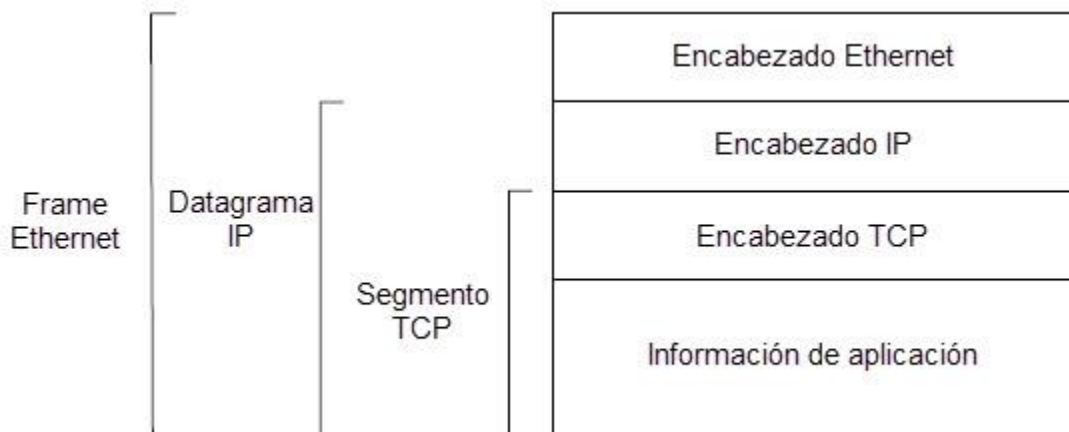 Encabezado Ethernet
Encabezado IP
Frame
Ethernet
Datagrama
IP
Encabezado TCP
Segmento
TCP
Información de aplicación